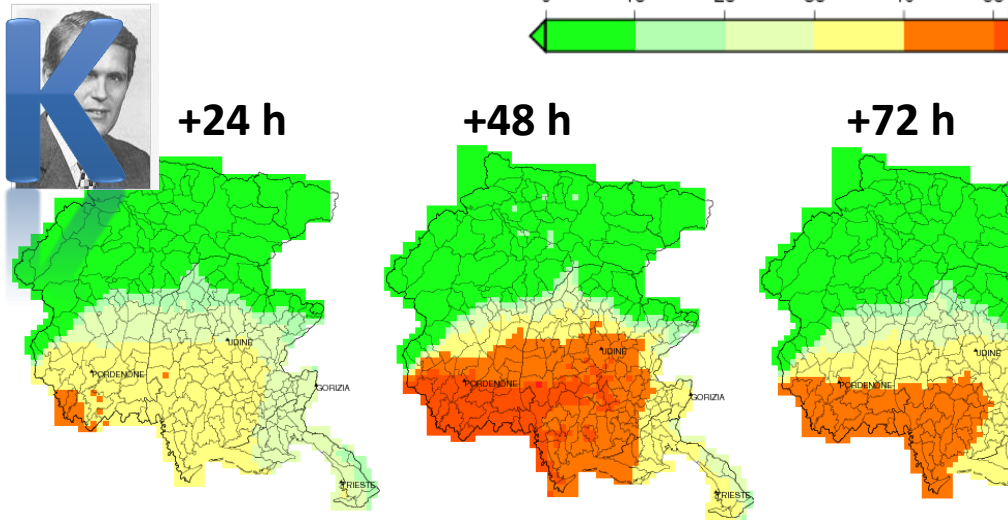 K
+24 h
+48 h
+72 h
UDINE
PORDENONE
GORIZIA
TRIESTE
UDINE
PORDENONE
GORIZIA
TRIESTE
UDINE
PORDENONE